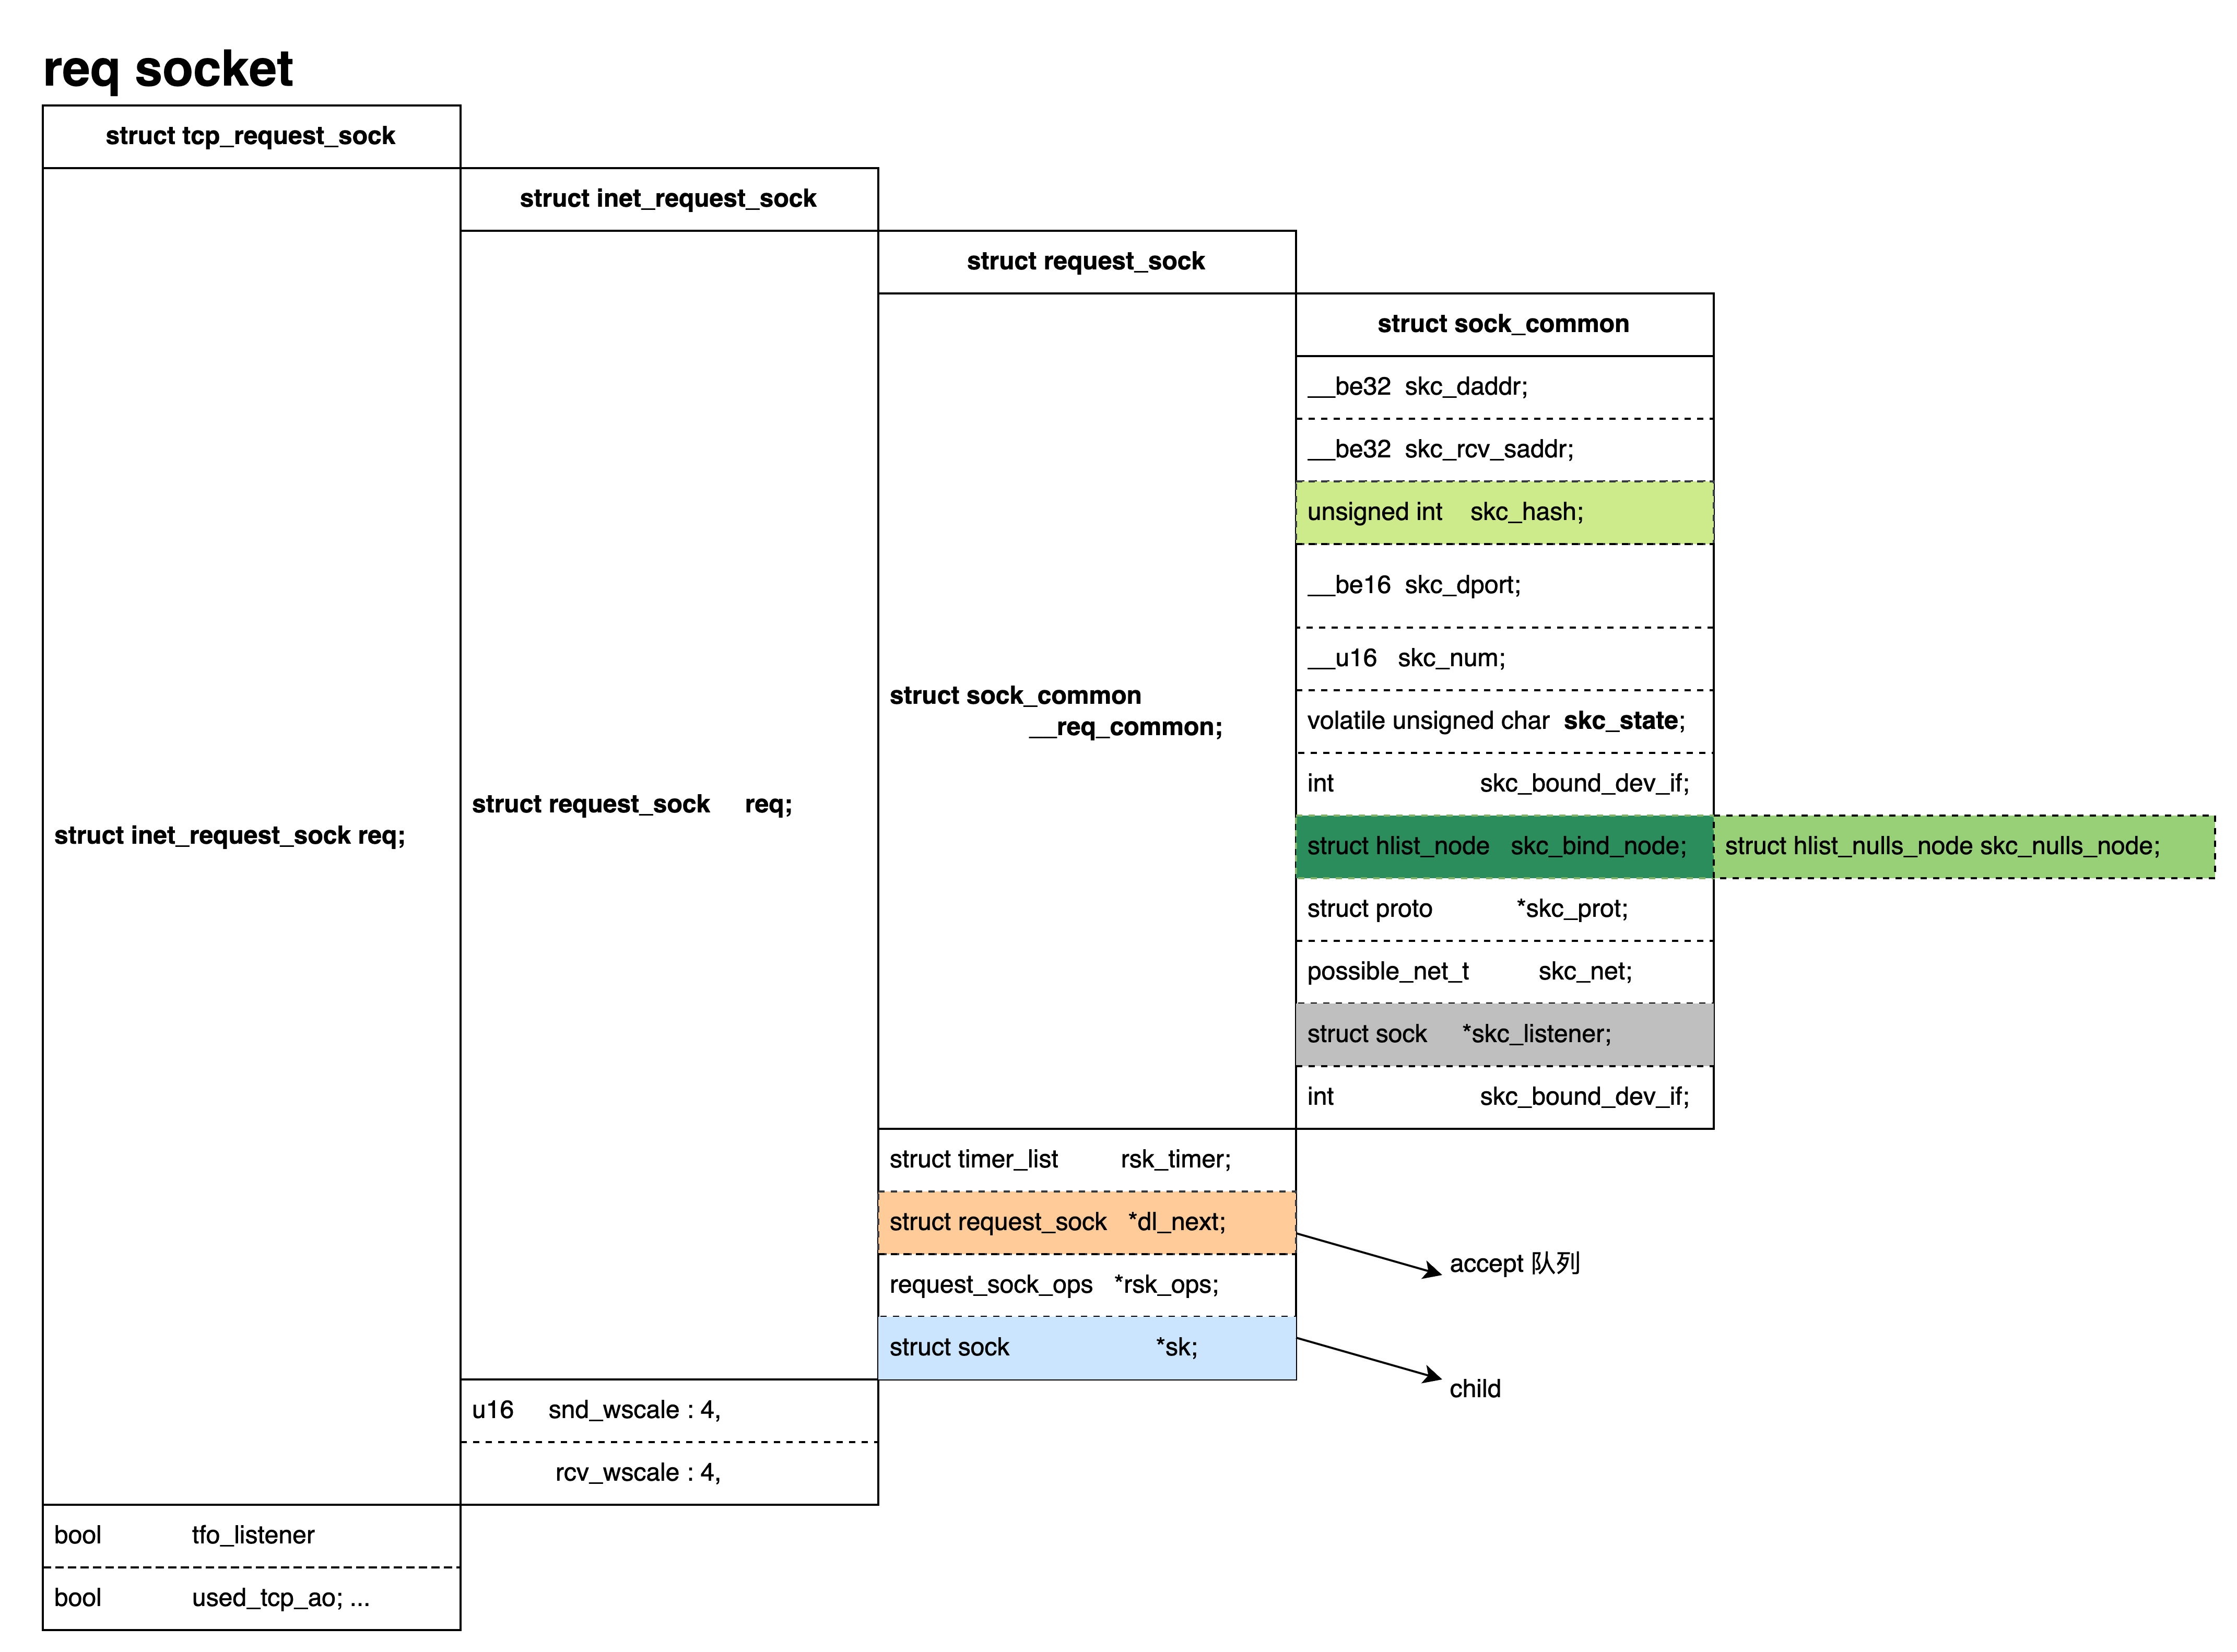 req socket
struct tcp_request_sock
struct inet_request_sock
struct request_sock
struct sock_common
__be32 skc_daddr;
__be32 skc_rcv_saddr;
unsigned int skc_hash;
__be16 skc_dport;
__u16 skc_num;
struct sock_common
__req_common;
volatile unsigned char skc_state;
int skc_bound_dev_if;
struct request_sock req;
struct inet_request_sock req;
struct hlist_node skc_bind_node;
struct hlist_nulls_node skc_nulls_node;
struct proto *skc_prot;
possible_net_t skc_net;
struct sock *skc_listener;
int skc_bound_dev_if;
struct timer_list rsk_timer;
struct request_sock *dl_next;
accept 队列
request_sock_ops *rsk_ops;
struct sock *sk;
child
u16 snd_wscale : 4,
rcv_wscale : 4,
bool tfo_listener
bool used_tcp_ao; ...